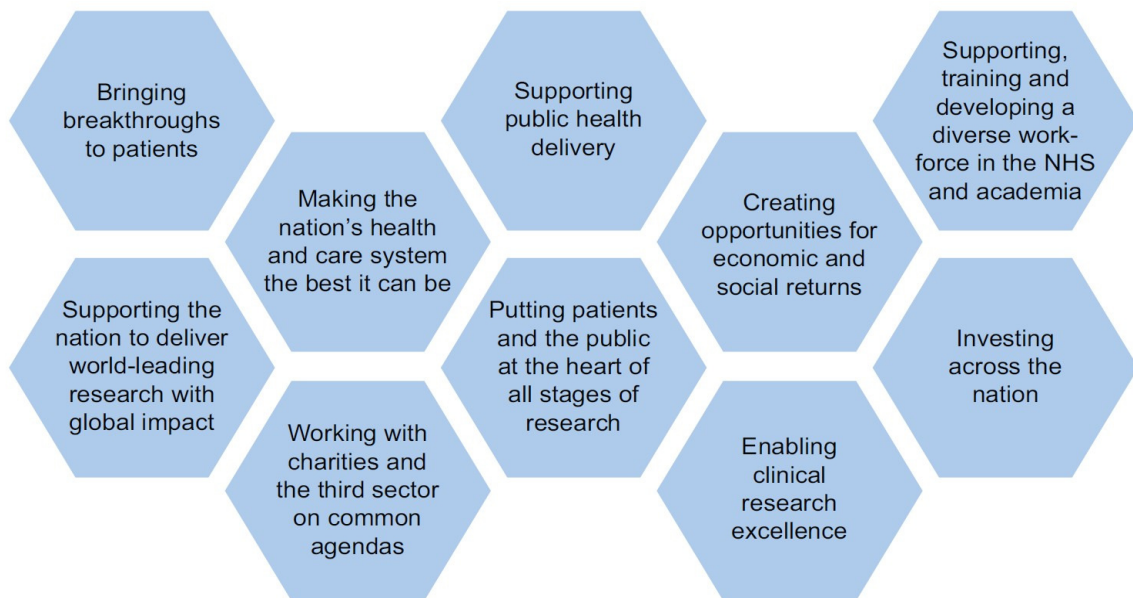 Bringing
breakthroughs
to patients
Supporting
public health
delivery
Supporting,
training and
developing a
diverse work-
force in the NHS
and academia
Making the
nation’s health
and care system
the best it can be
Creating
opportunities for
economic and
social returns
Supporting the
nation to deliver
world-leading
research with
global impact
Putting patients
and the public
at the heart of
all stages of
research
Investing
across the
nation
Working with
charities and
the third sector
on common
agendas
Enabling
clinical
research
excellence